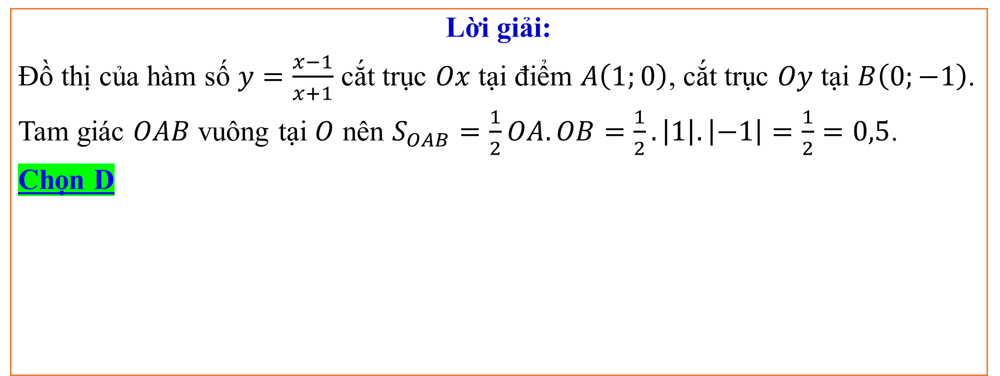 Lời giải:
Đồ thị của hàm số $y = \frac{x-1}{x+1}$ cắt trục $Ox$ tại điểm $A(1;0)$, cắt trục $Oy$ tại $B(0;-1)$.
Tam giác $OAB$ vuông tại $O$ nên $S_{OAB} = \frac{1}{2}OA.OB = \frac{1}{2}.|1|.|-1| = \frac{1}{2} = 0,5$.
Chọn D